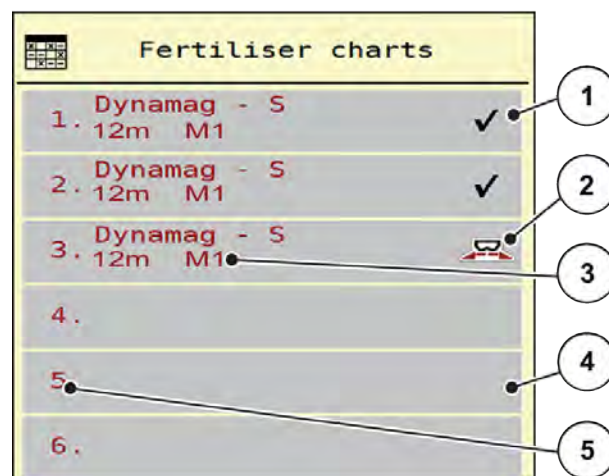 Fertiliser charts
1. Dynamag - S
12m M1
2. Dynamag - S
12m M1
3. Dynamag - S
12m M1
4.
5.
6.
1
2
3
4
5